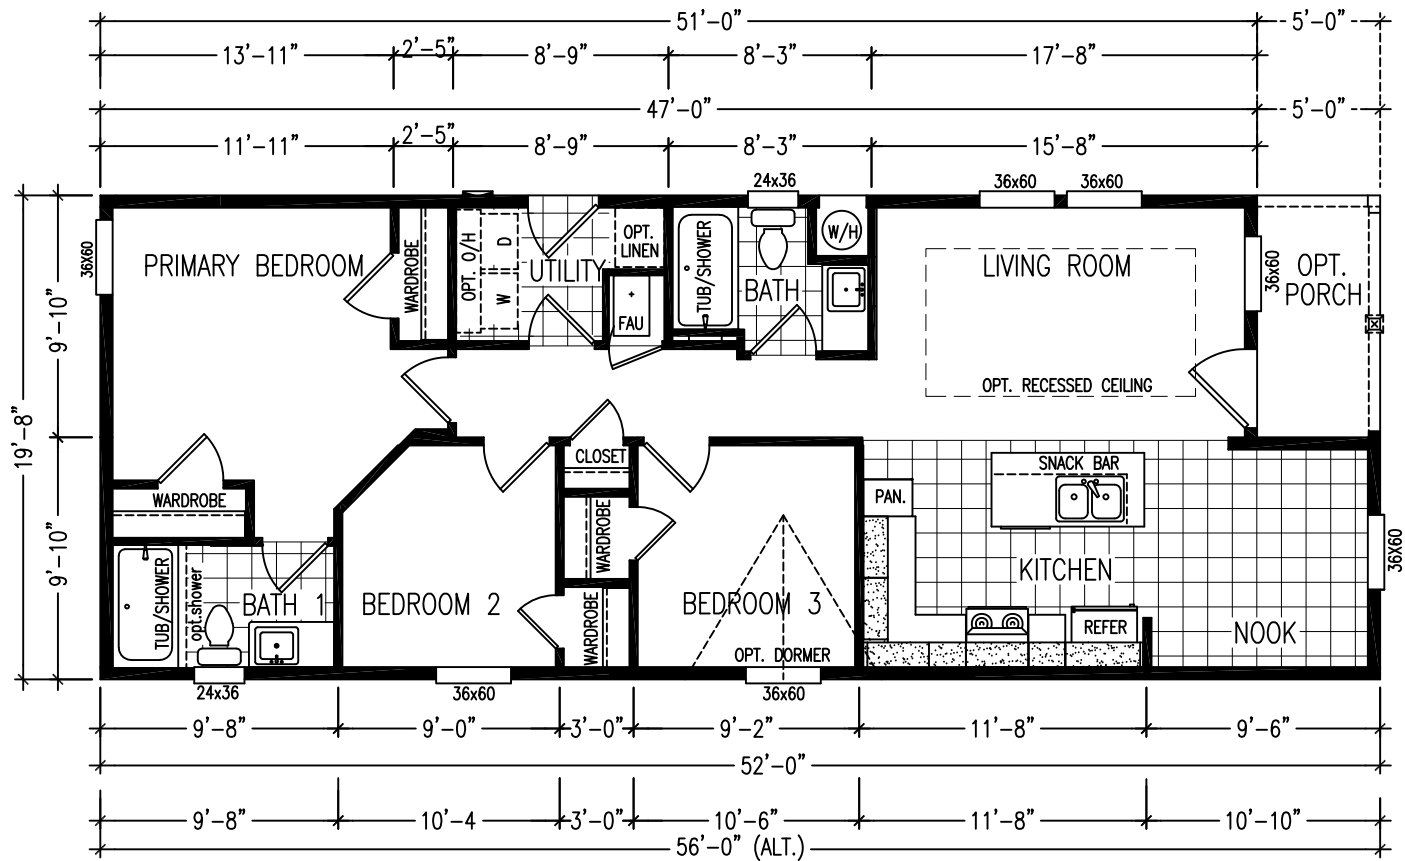 51'-0" 5'-0"
13'-11" 2'-5" 8'-9" 8'-3" 17'-8"
47'-0" 5'-0"
11'-11" 2'-5" 8'-9" 8'-3" 15'-8"
24x36 36x60 36x60
36x60
PRIMARY BEDROOM
WARDROBE
OPT. O/H
W D
UTILITY
OPT.
LINEN
FAU
TUB/SHOWER
BATH
W/H
LIVING ROOM
OPT. RECESSED CEILING
36x60
OPT.
PORCH
19'-8"
9'-10"
9'-10"
WARDROBE
TUB/SHOWER
opt.shower
BATH 1
BEDROOM 2
CLOSET
WARDROBE
WARDROBE
BEDROOM 3
OPT. DORMER
PAN.
SNACK BAR
KITCHEN
REFER
NOOK
36X60
24x36 36x60 36x60
9'-8" 9'-0" 3'-0" 9'-2" 11'-8" 9'-6"
52'-0"
9'-8" 10'-4 3'-0" 10'-6" 11'-8" 10'-10"
56'-0" (ALT.)